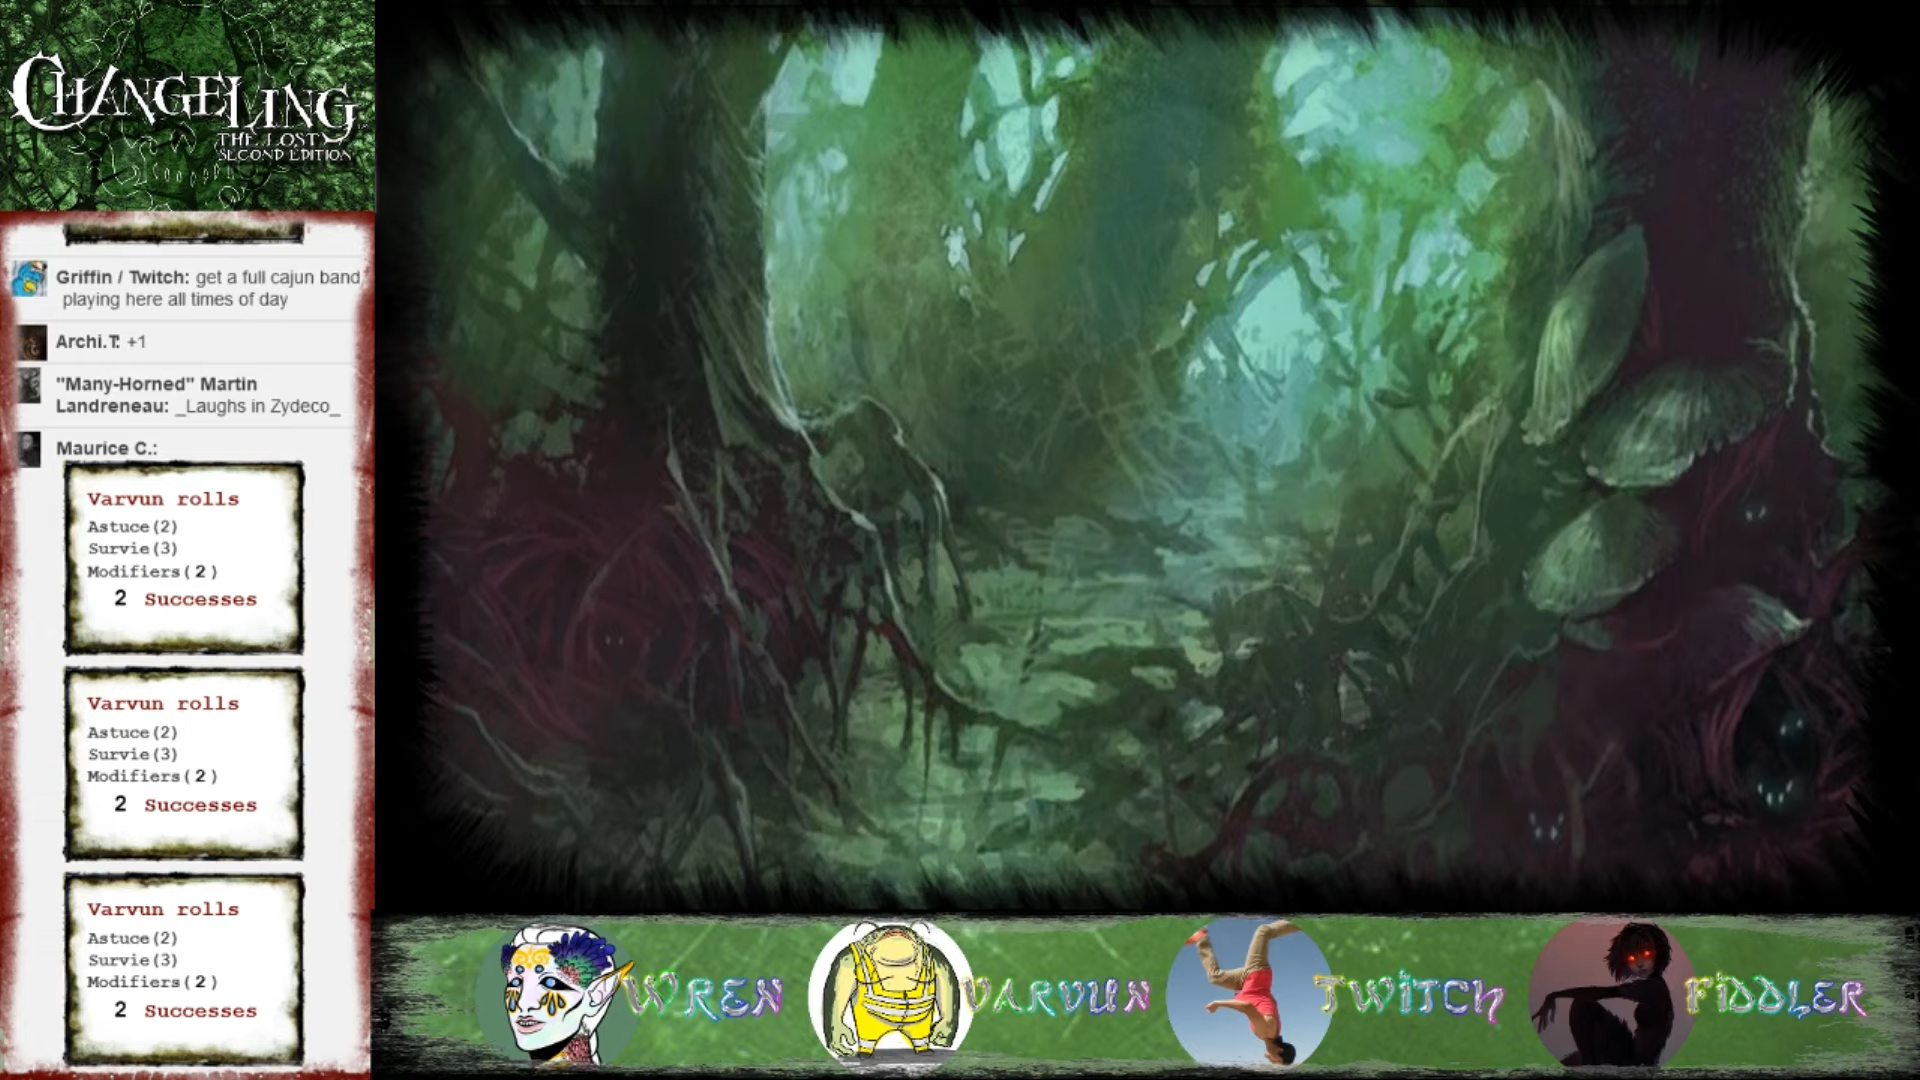 CHANGELING
THE LOST
SECOND EDITION
Griffin / Twitch: get a full cajun band
playing here all times of day
Archi.T: +1
"Many-Horned" Martin
Landreneau: _Laughs in Zydeco_
Maurice C.:
Varvun rolls
Astuce(2)
Survie(3)
Modifiers(2)
2 Successes
Varvun rolls
Astuce(2)
Survie(3)
Modifiers(2)
2 Successes
Varvun rolls
Astuce(2)
Survie(3)
Modifiers(2)
2 Successes
WREN
VARVUN
TWITCH
FIDDLER